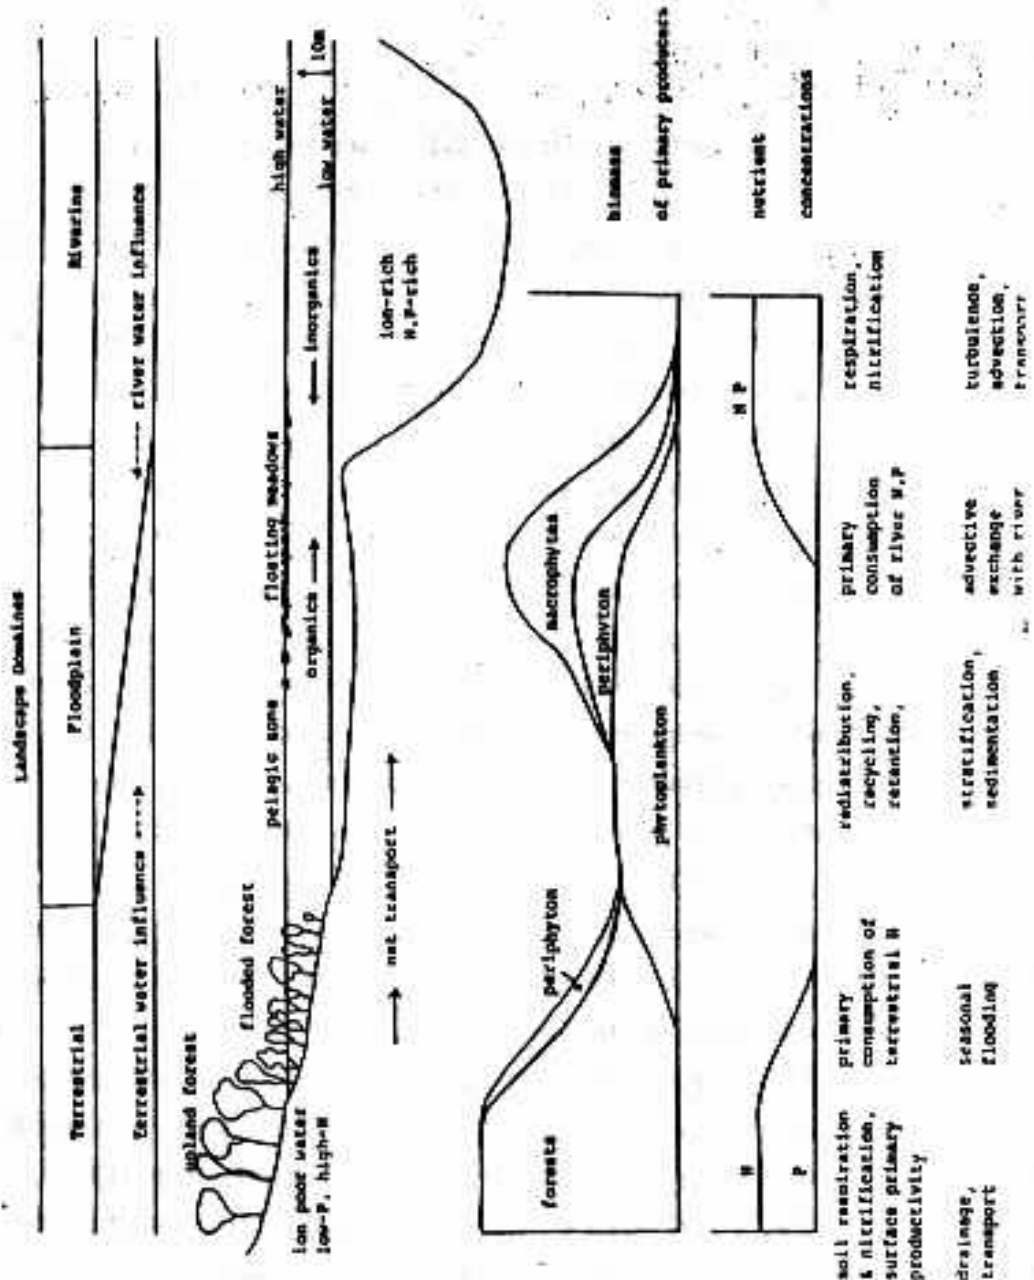 Landscape Domaines
Terrestrial
Floodplain
Riverine
Terrestrial water influence
river water influence
upland forest
flooded forest
pelagic zone
floating meadows
high water
organics
inorganics
low water
10m
ion poor water
low-P, high-N
net transport
ion-rich
N,P-rich
forests
periphyton
phytoplankton
periphyton
macrophytes
biomass
of primary producers
N
P
N P
nutrient
concentrations
soil respiration
& nitrification,
surface primary
productivity
primary
consumption of
terrestrial N
redistribution,
recycling,
retention,
primary
consumption
of river N,P
respiration,
nitrification
drainage,
transport
seasonal
flooding
stratification,
sedimentation
advective
exchange
with river
turbulence,
advection,
transport